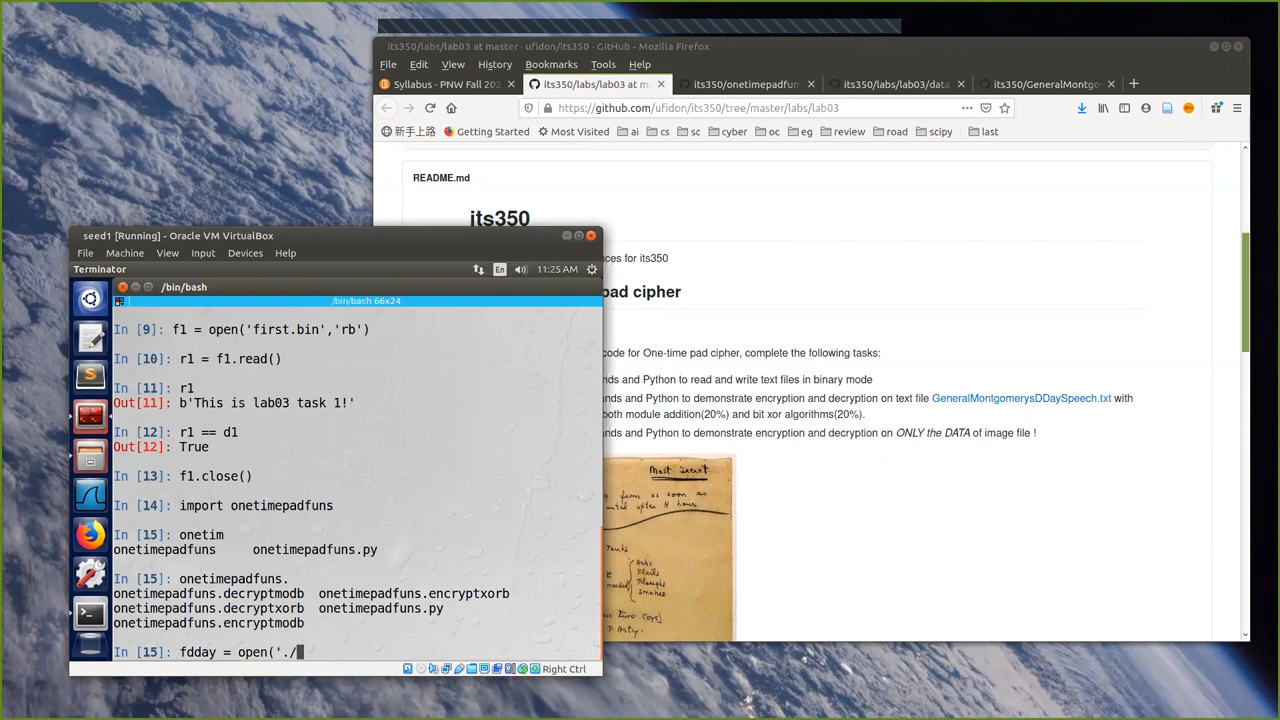 its350/labs/lab03 at master · ufidon/its350 · GitHub - Mozilla Firefox
File Edit View History Bookmarks Tools Help
Syllabus - PNW Fall 202
its350/labs/lab03 at m
its350/onetimepadfun
its350/labs/lab03/data
its350/GeneralMontgom
https://github.com/ufidon/its350/tree/master/labs/lab03
新手上路 Getting Started Most Visited ai cs sc cyber oc eg review road scipy last
README.md
its350
ces for its350
pad cipher
code for One-time pad cipher, complete the following tasks:
nds and Python to read and write text files in binary mode
nds and Python to demonstrate encryption and decryption on text file GeneralMontgomerysDDaySpeech.txt with
both module addition(20%) and bit xor algorithms(20%).
nds and Python to demonstrate encryption and decryption on ONLY the DATA of image file !
Most Secret
as soon as
after H hours
Tanks
seed1 [Running] - Oracle VM VirtualBox
File Machine View Input Devices Help
Terminator En 11:25 AM
/bin/bash
/bin/bash 66x24
In [9]: f1 = open('first.bin','rb')
In [10]: r1 = f1.read()
In [11]: r1
Out[11]: b'This is lab03 task 1!'
In [12]: r1 == d1
Out[12]: True
In [13]: f1.close()
In [14]: import onetimepadfuns
In [15]: onetim
onetimepadfuns onetimepadfuns.py
In [15]: onetimepadfuns.
onetimepadfuns.decryptmodb onetimepadfuns.encryptxorb
onetimepadfuns.decryptxorb onetimepadfuns.py
onetimepadfuns.encryptmodb
In [15]: fdday = open('./
Right Ctrl